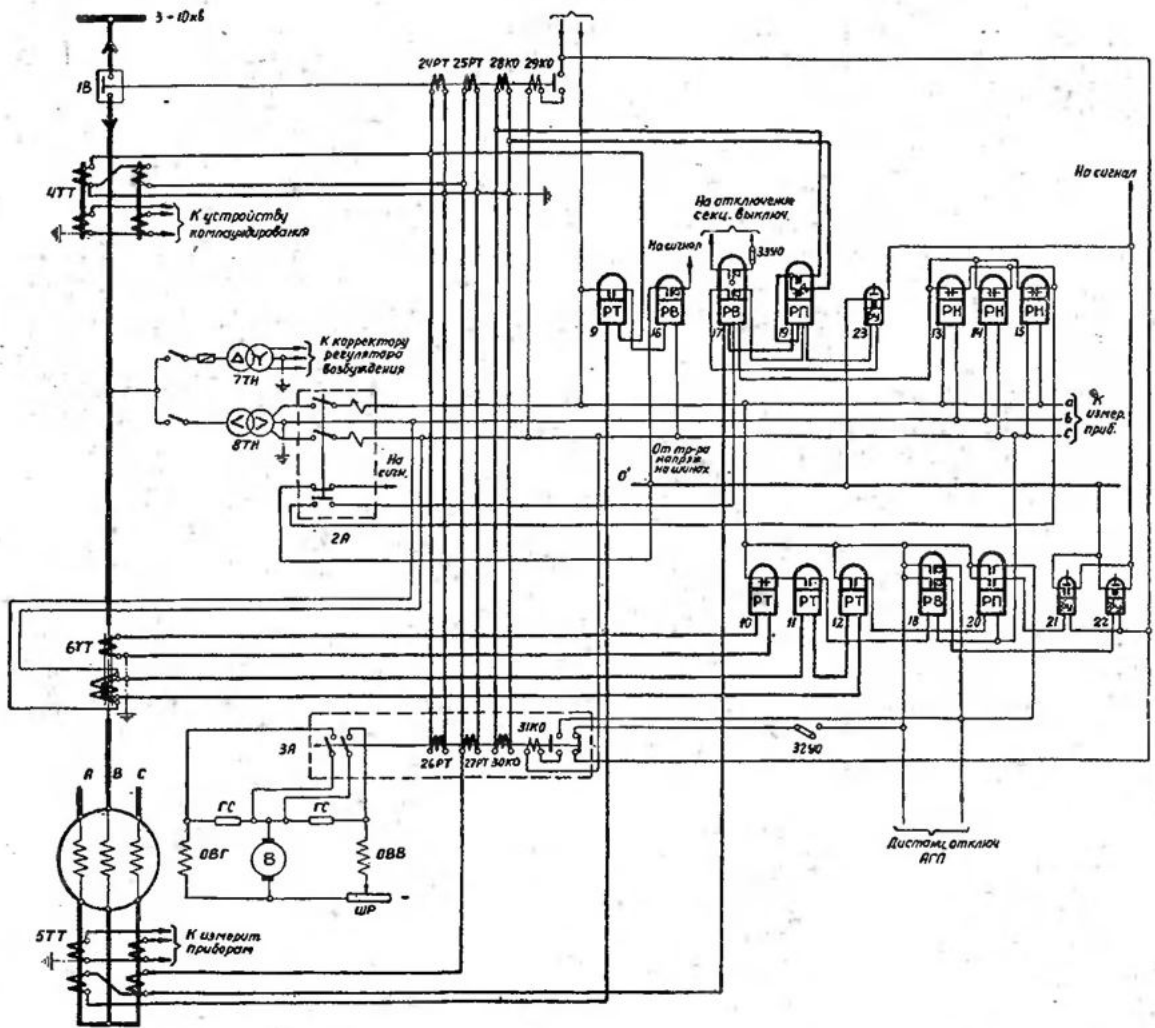 3-10кв
1В
24РТ 25РТ 28КО 29КО
4ТТ
К устройству
компаундирования
К корректору
регулятора
возбуждения
7ТН
8ТН
На
сигн.
2А
На сигнал
На отключение
секц. выключ.
33УО
На сигнал
РТ
9
РВ
16
РВ
17
РП
19
РУ
23
РН
13
РН
14
РН
15
а
в
с
К
измер.
приб.
От тр-ра
напряж.
на шинах
О'
РТ
10
РТ
11
РТ
12
РВ
18
РП
20
РУ
21
22
6ТТ
3А
26РТ 27РТ 30КО
31КО
32УО
Дистанц. отключ
АГП
А В С
ГС
ГС
ОВГ
В
ОВВ
ШР
5ТТ
К измерит
приборам